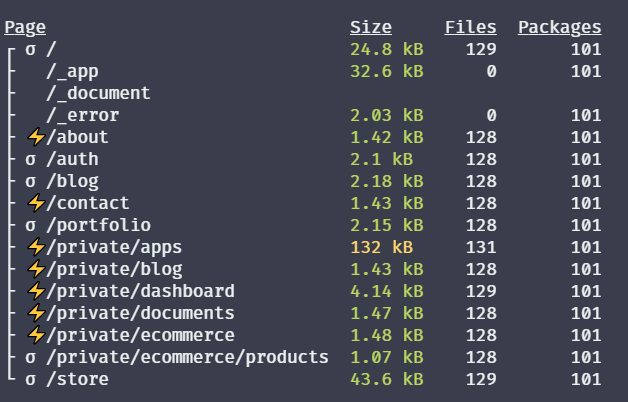 Page Size Files Packages
┌ σ / 24.8 kB 129 101
├   /_app 32.6 kB 0 101
├   /_document
├   /_error 2.03 kB 0 101
├ ⚡/about 1.42 kB 128 101
├ σ /auth 2.1 kB 128 101
├ σ /blog 2.18 kB 128 101
├ ⚡/contact 1.43 kB 128 101
├ σ /portfolio 2.15 kB 128 101
├ ⚡/private/apps 132 kB 131 101
├ ⚡/private/blog 1.43 kB 128 101
├ ⚡/private/dashboard 4.14 kB 129 101
├ ⚡/private/documents 1.47 kB 128 101
├ ⚡/private/ecommerce 1.48 kB 128 101
├ σ /private/ecommerce/products 1.07 kB 128 101
└ σ /store 43.6 kB 129 101